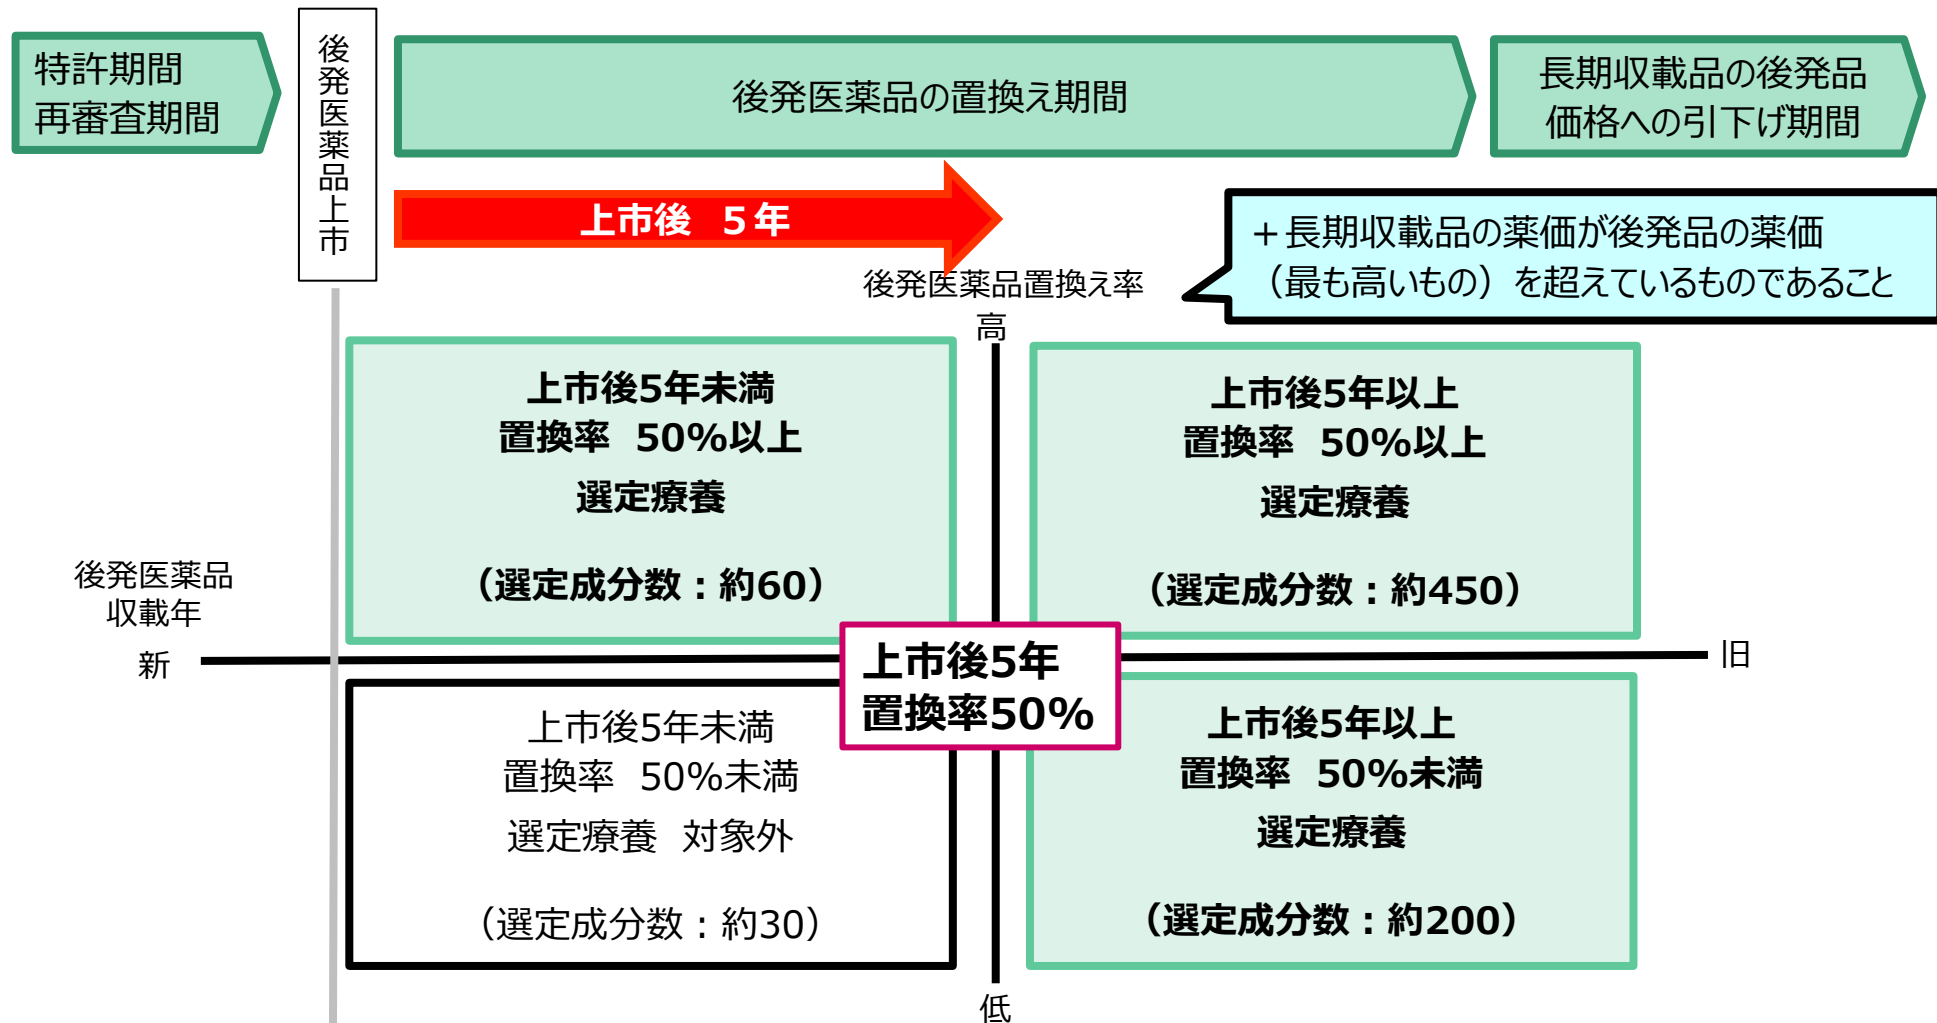 特許期間
再審査期間
後発医薬品上市
後発医薬品の置換え期間
長期収載品の後発品
価格への引下げ期間
上市後 5年
＋長期収載品の薬価が後発品の薬価
（最も高いもの）を超えているものであること
後発医薬品置換え率
高
上市後5年未満
置換率 50%以上
選定療養
（選定成分数：約60）
上市後5年以上
置換率 50%以上
選定療養
（選定成分数：約450）
後発医薬品
収載年
新
上市後5年
置換率50%
旧
上市後5年未満
置換率 50%未満
選定療養 対象外
（選定成分数：約30）
上市後5年以上
置換率 50%未満
選定療養
（選定成分数：約200）
低